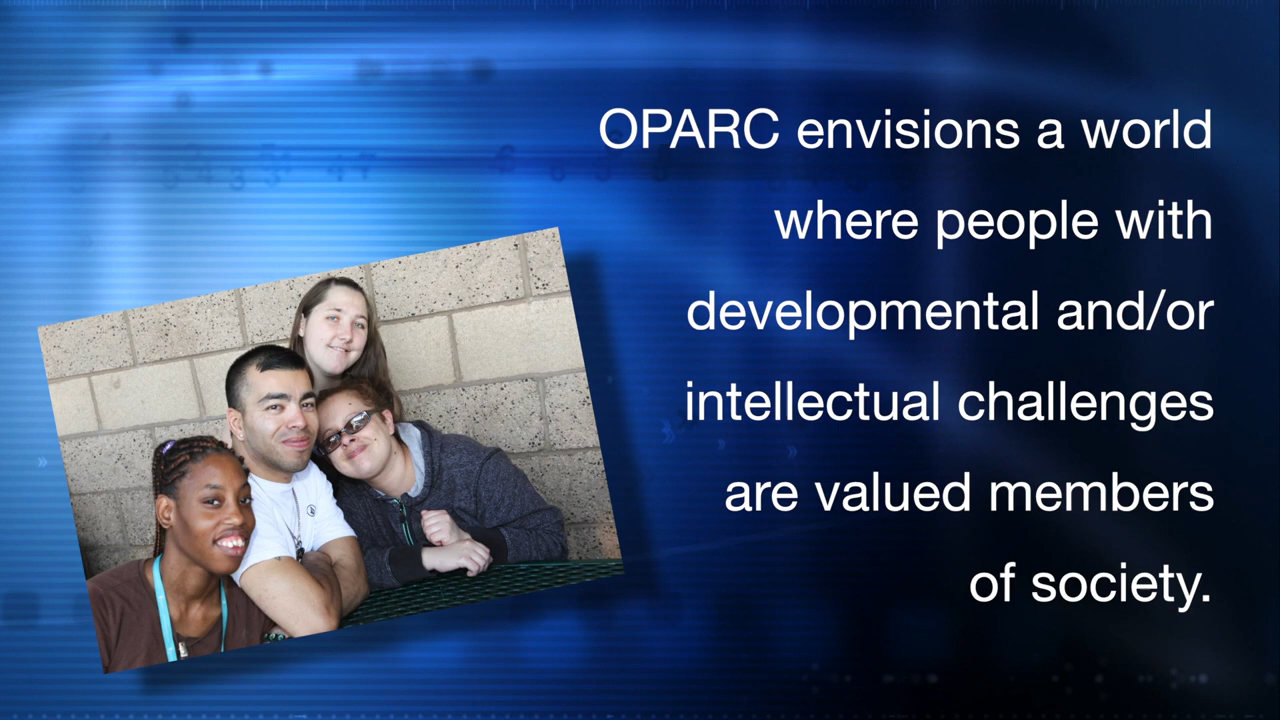 OPARC envisions a world
where people with
developmental and/or
intellectual challenges
are valued members
of society.